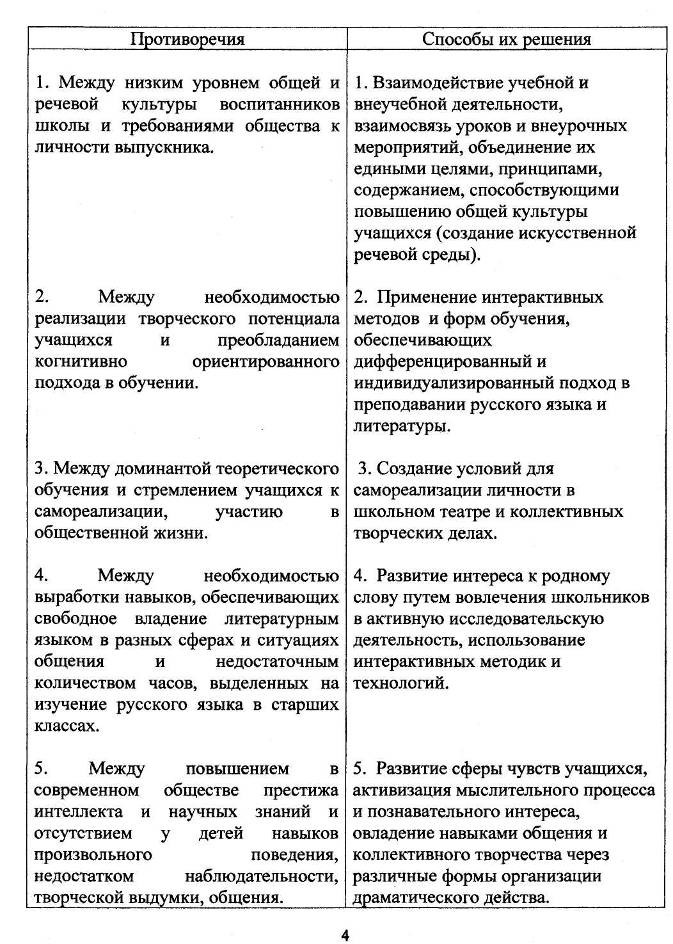 Противоречия
Способы их решения
1. Между низким уровнем общей и
речевой культуры воспитанников
школы и требованиями общества к
личности выпускника.
1. Взаимодействие учебной и
внеучебной деятельности,
взаимосвязь уроков и внеурочных
мероприятий, объединение их
едиными целями, принципами,
содержанием, способствующими
повышению общей культуры
учащихся (создание искусственной
речевой среды).
2. Между необходимостью
реализации творческого потенциала
учащихся и преобладанием
когнитивно ориентированного
подхода в обучении.
2. Применение интерактивных
методов и форм обучения,
обеспечивающих
дифференцированный и
индивидуализированный подход в
преподавании русского языка и
литературы.
3. Между доминантой теоретического
обучения и стремлением учащихся к
самореализации, участию в
общественной жизни.
3. Создание условий для
самореализации личности в
школьном театре и коллективных
творческих делах.
4. Между необходимостью
выработки навыков, обеспечивающих
свободное владение литературным
языком в разных сферах и ситуациях
общения и недостаточным
количеством часов, выделенных на
изучение русского языка в старших
классах.
4. Развитие интереса к родному
слову путем вовлечения школьников
в активную исследовательскую
деятельность, использование
интерактивных методик и
технологий.
5. Между повышением в
современном обществе престижа
интеллекта и научных знаний и
отсутствием у детей навыков
произвольного поведения,
недостатком наблюдательности,
творческой выдумки, общения.
5. Развитие сферы чувств учащихся,
активизация мыслительного процесса
и познавательного интереса,
овладение навыками общения и
коллективного творчества через
различные формы организации
драматического действа.
4